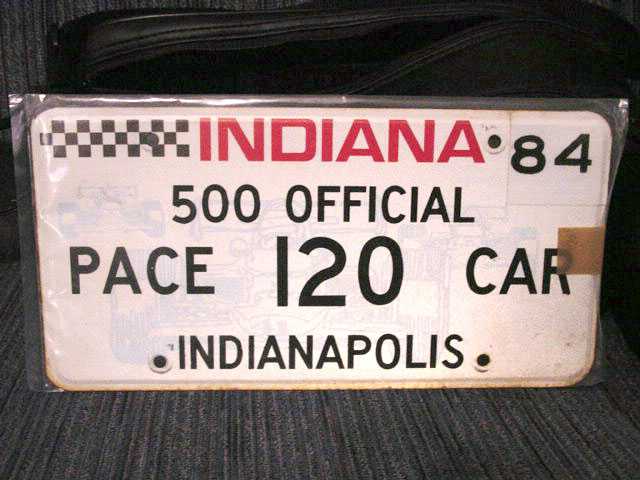 INDIANA 84
500 OFFICIAL
PACE 120 CAR
INDIANAPOLIS